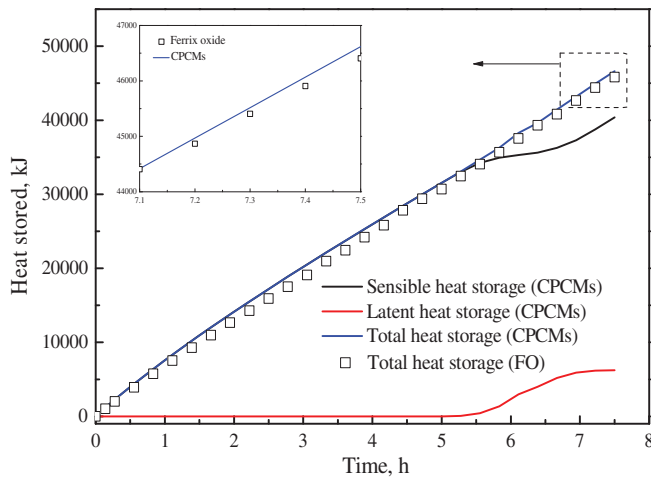 50000
40000
30000
20000
10000
0
Heat stored, kJ
47000
46000
45000
44000
7.1 7.2 7.3 7.4 7.5
Ferrix oxide
CPCMs
Sensible heat storage (CPCMs)
Latent heat storage (CPCMs)
Total heat storage (CPCMs)
Total heat storage (FO)
0 1 2 3 4 5 6 7 8
Time, h